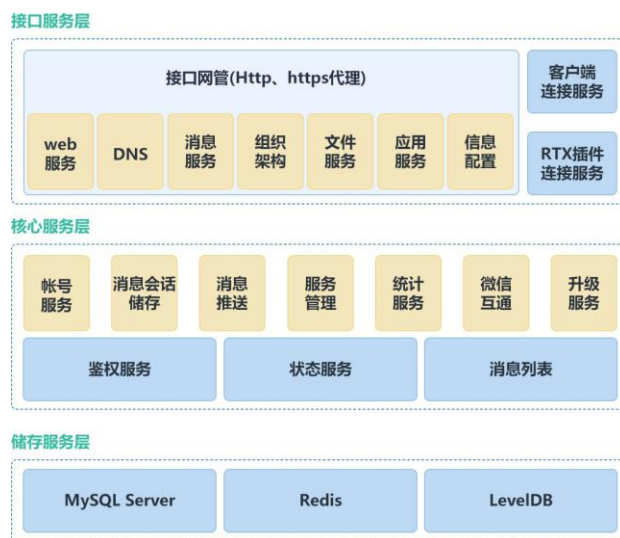 接口服务层
接口网管(Http、https代理)
客户端
连接服务
web
服务
DNS
消息
服务
组织
架构
文件
服务
应用
服务
信息
配置
RTX插件
连接服务
核心服务层
帐号
服务
消息会话
储存
消息
推送
服务
管理
统计
服务
微信
互通
升级
服务
鉴权服务
状态服务
消息列表
储存服务层
MySQL Server
Redis
LevelDB